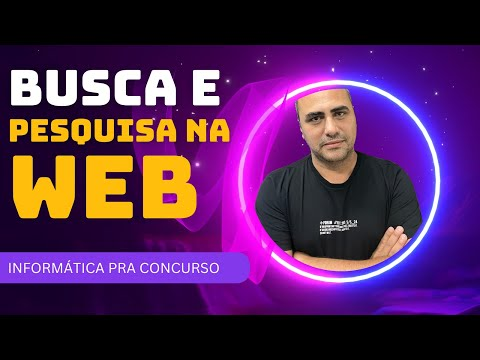 BUSCA E
PESQUISA NA
WEB
INFORMÁTICA PRA CONCURSO